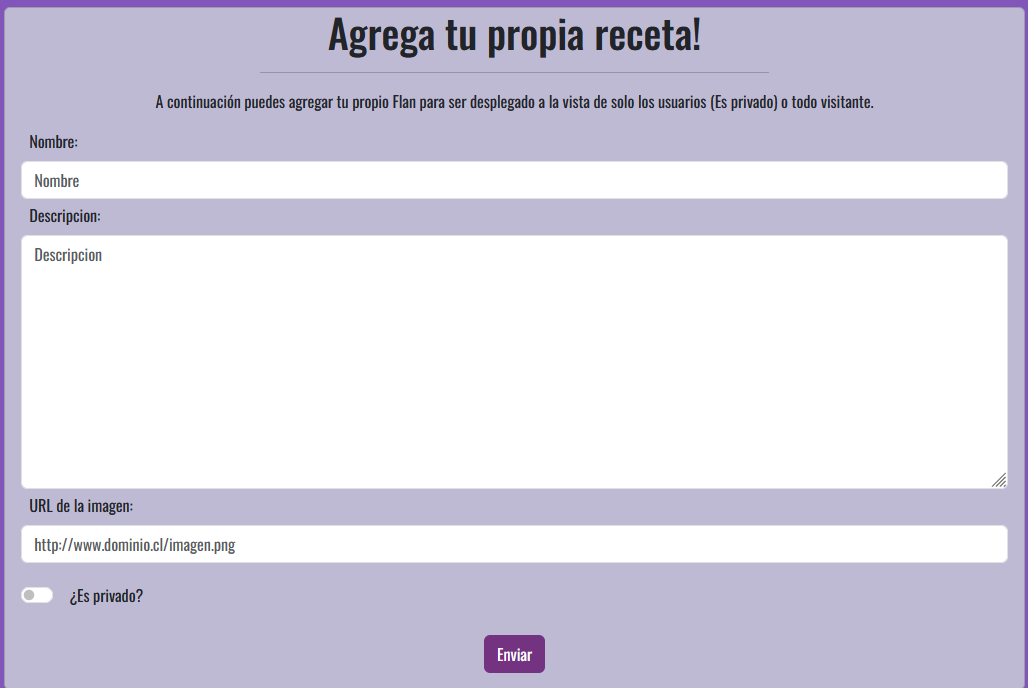 Agrega tu propia receta!
A continuación puedes agregar tu propio Flan para ser desplegado a la vista de solo los usuarios (Es privado) o todo visitante.
Nombre:
Nombre
Descripcion:
Descripcion
URL de la imagen:
http://www.dominio.cl/imagen.png
¿Es privado?
Enviar